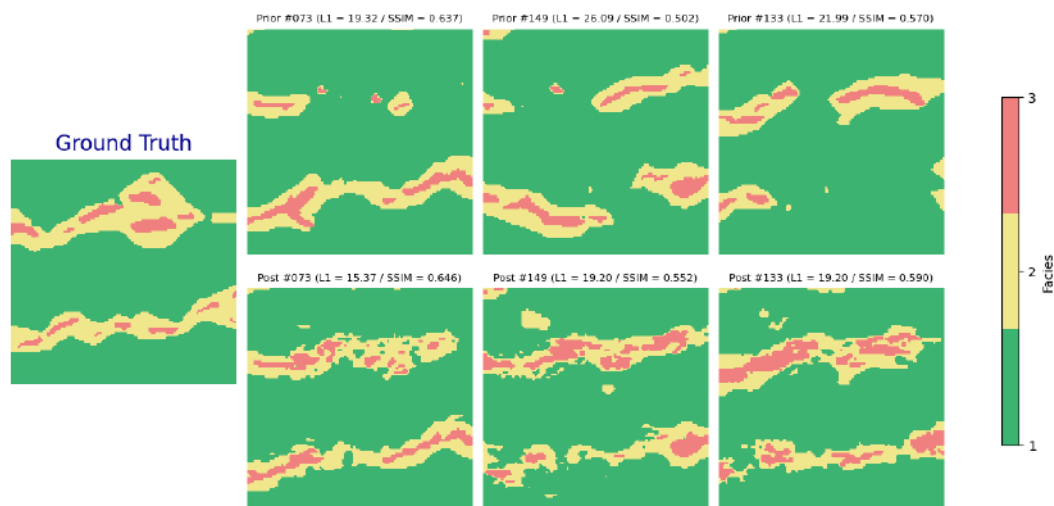 Prior #073 (L1 = 19.32 / SSIM = 0.637)
Prior #149 (L1 = 26.09 / SSIM = 0.502)
Prior #133 (L1 = 21.99 / SSIM = 0.570)
Ground Truth
Post #073 (L1 = 15.37 / SSIM = 0.646)
Post #149 (L1 = 19.20 / SSIM = 0.552)
Post #133 (L1 = 19.20 / SSIM = 0.590)
3
2
1
Facies